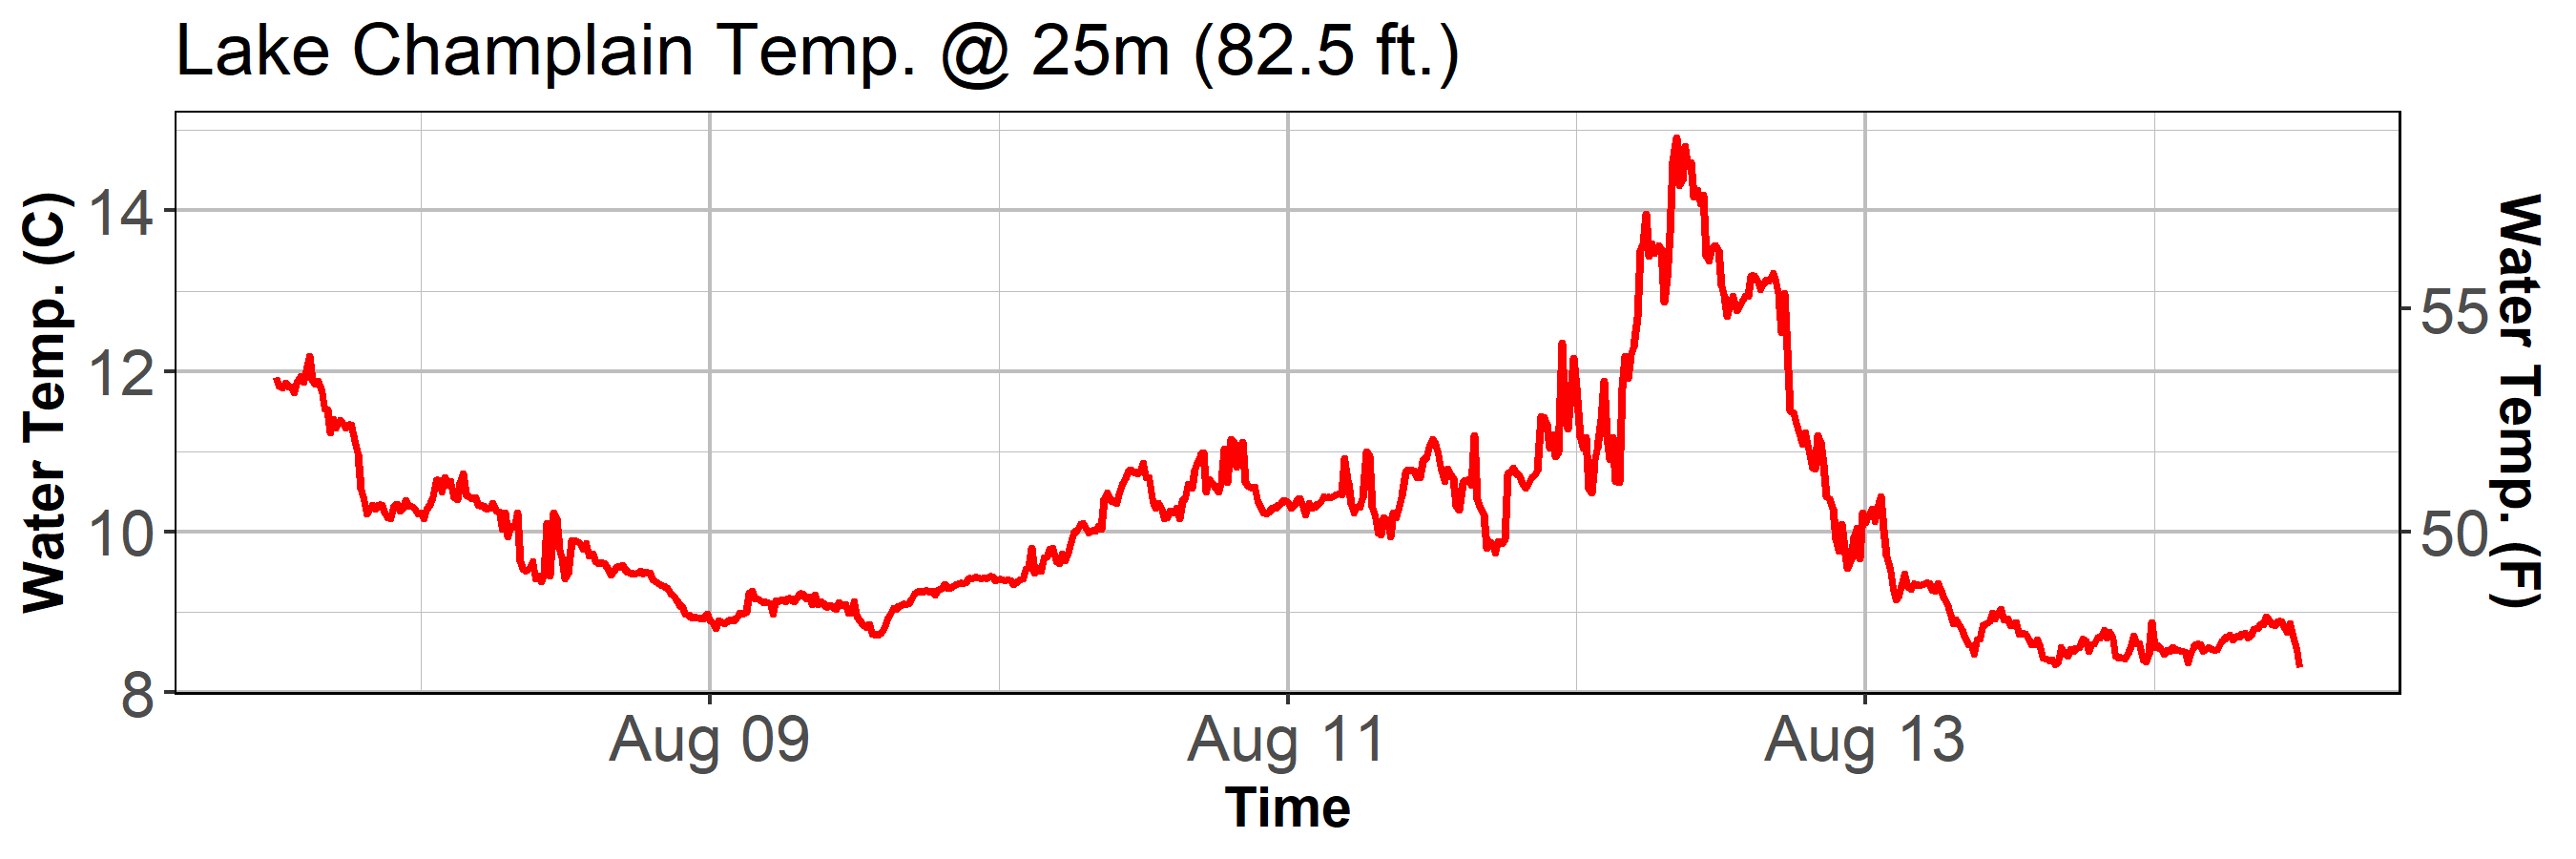 Lake Champlain Temp. @ 25m (82.5 ft.)
Water Temp. (C)
14
12
10
8
55
50
Water Temp. (F)
Aug 09 Aug 11 Aug 13
Time